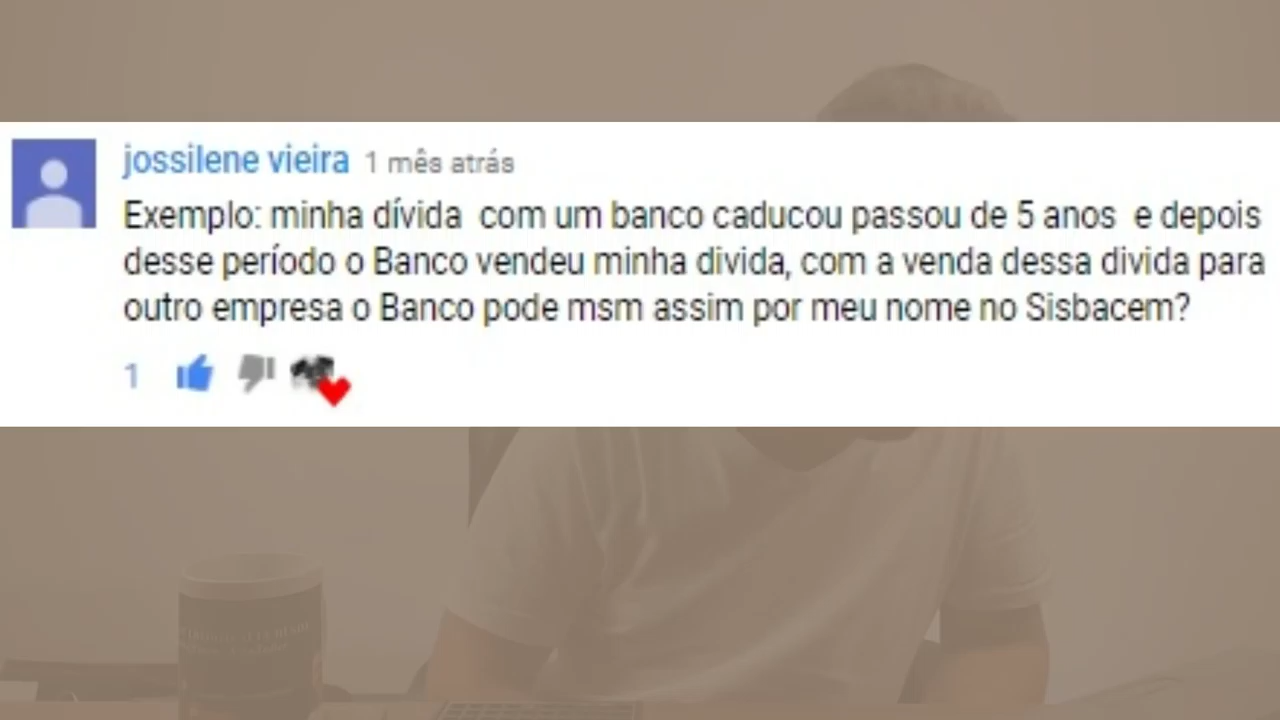 jossilene vieira 1 mês atrás
Exemplo: minha dívida com um banco caducou passou de 5 anos e depois
desse período o Banco vendeu minha divida, com a venda dessa divida para
outro empresa o Banco pode msm assim por meu nome no Sisbacem?
1